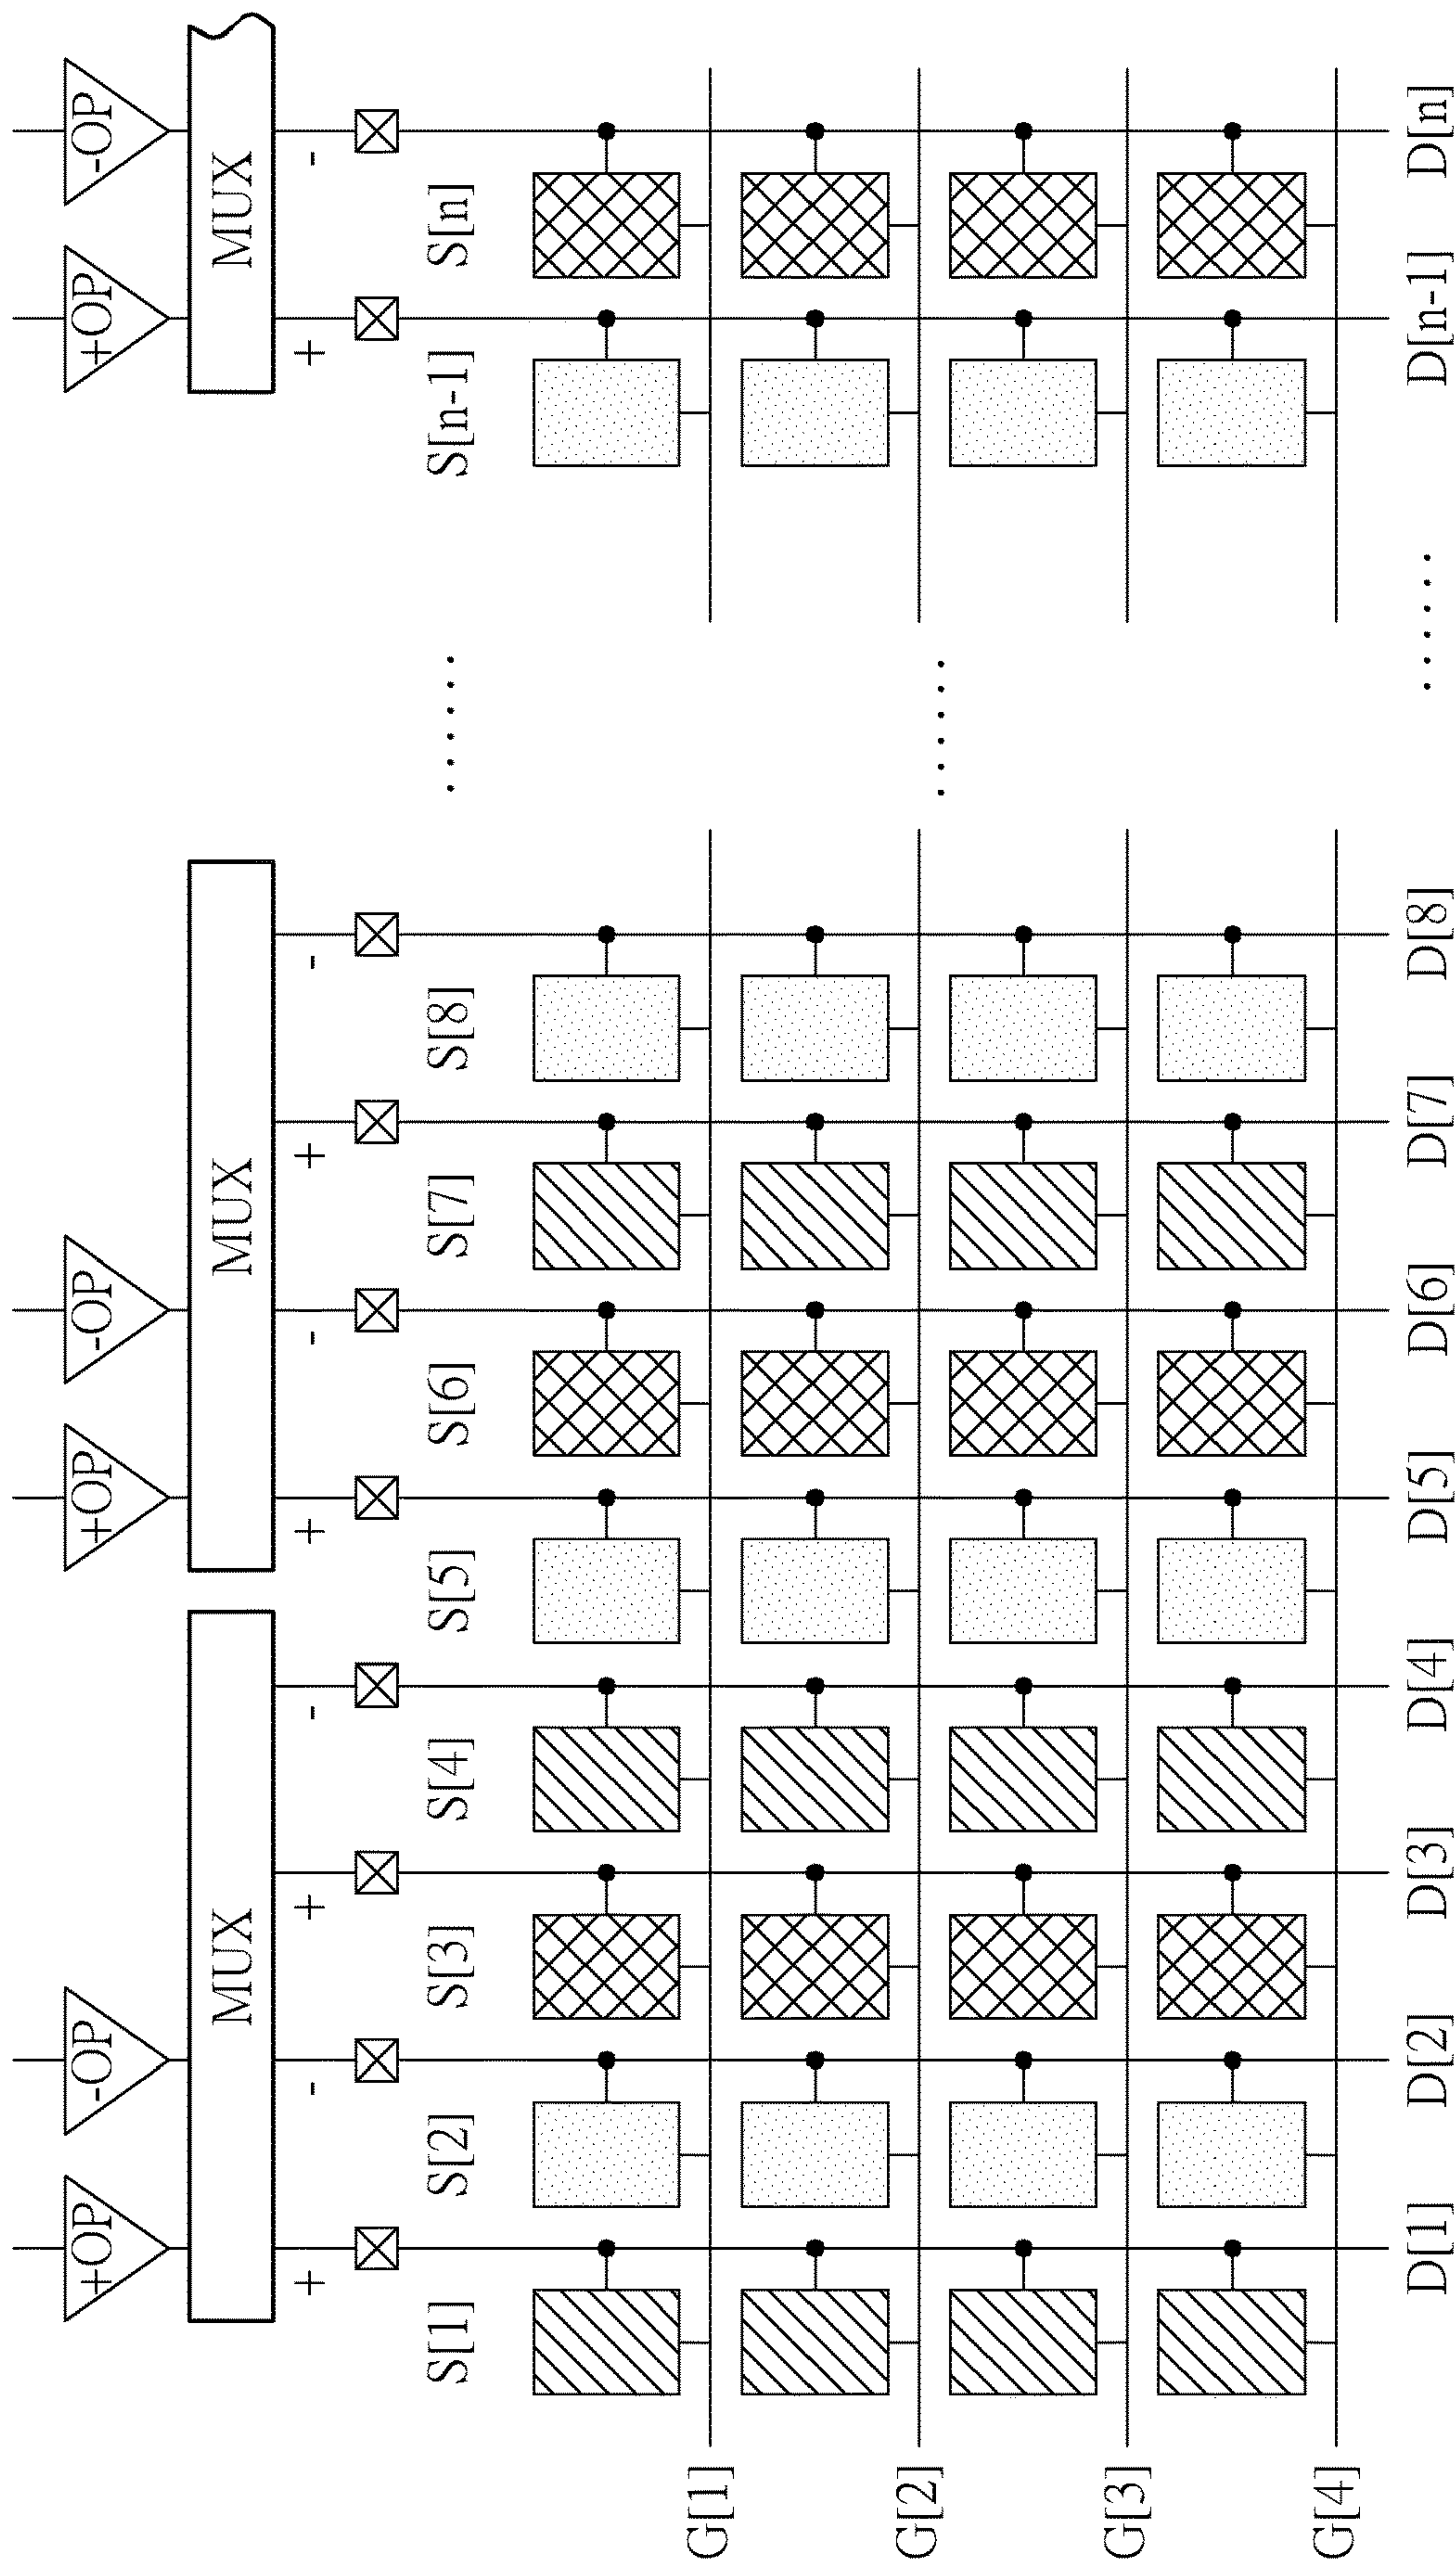 +OP -OP +OP -OP +OP -OP
MUX MUX MUX
+ - + - + - + - + -
S[1] S[2] S[3] S[4] S[5] S[6] S[7] S[8] ...... S[n-1] S[n]
G[1]
G[2] ......
G[3]
G[4]
D[1] D[2] D[3] D[4] D[5] D[6] D[7] D[8] ...... D[n-1] D[n]